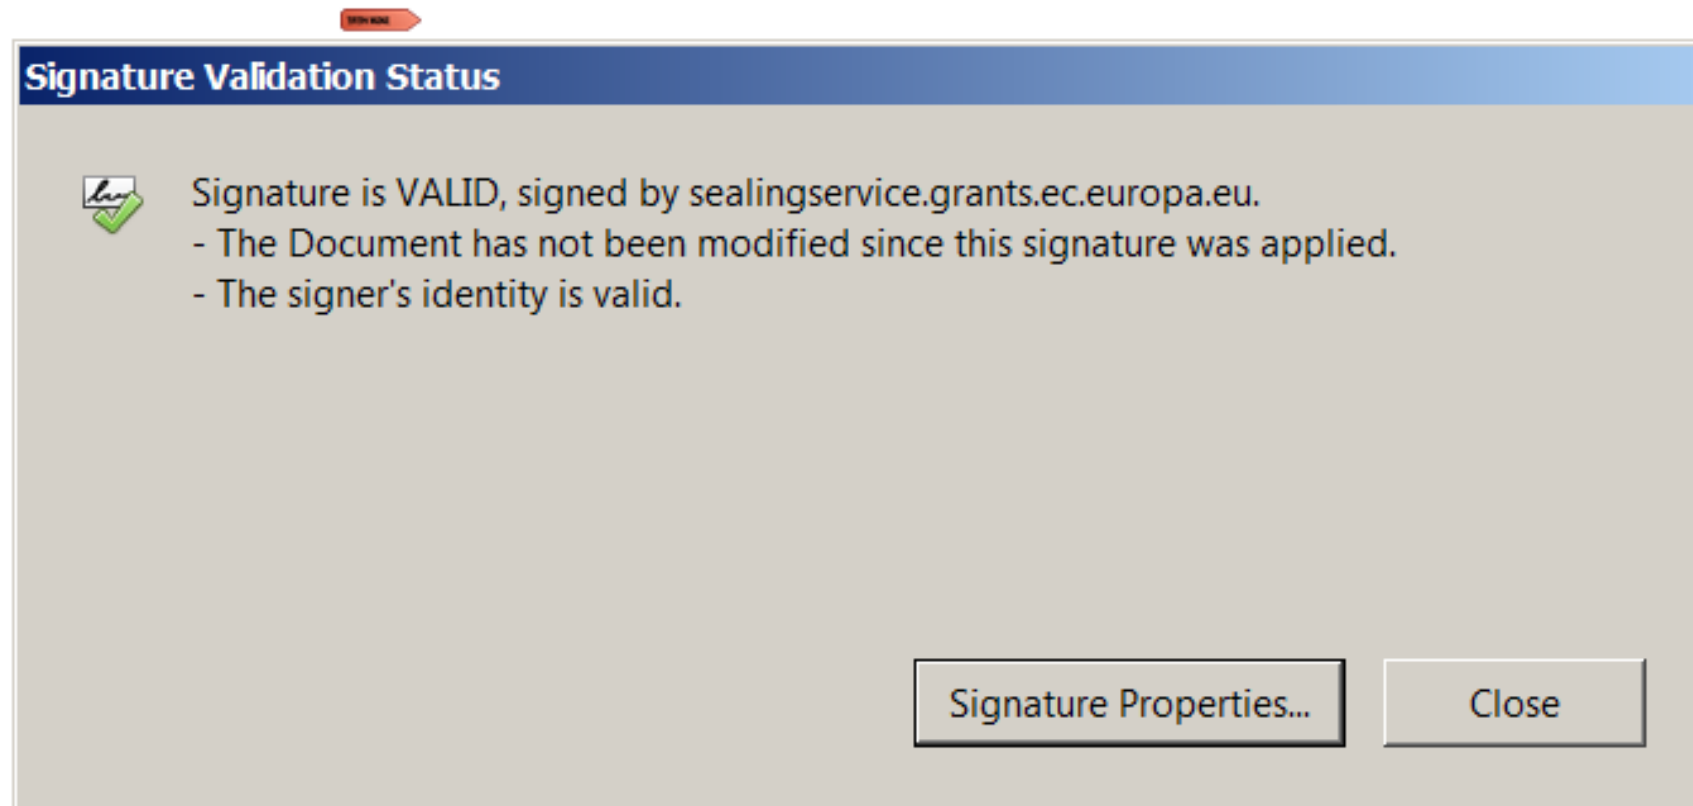 Signature Validation Status
Signature is VALID, signed by sealingservice.grants.ec.europa.eu.
- The Document has not been modified since this signature was applied.
- The signer's identity is valid.
Signature Properties...
Close